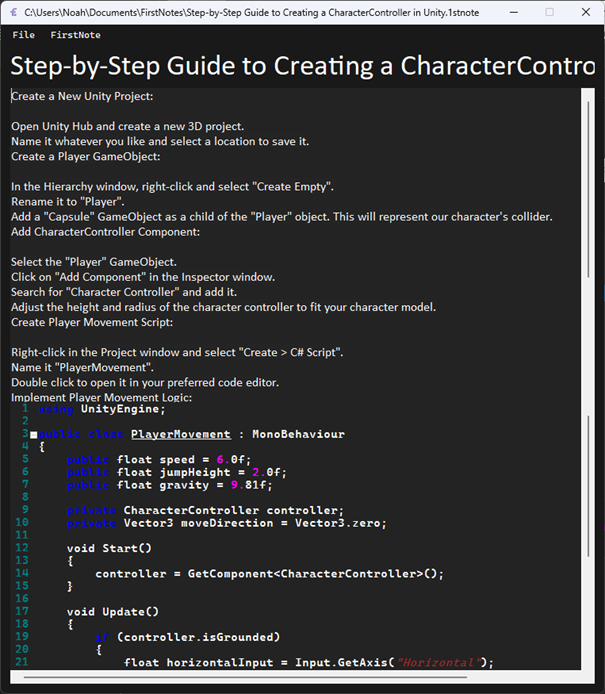 C:\Users\Noah\Documents\FirstNotes\Step-by-Step Guide to Creating a CharacterController in Unity.1stnote
File FirstNote
Step-by-Step Guide to Creating a CharacterContro
Create a New Unity Project:
Open Unity Hub and create a new 3D project.
Name it whatever you like and select a location to save it.
Create a Player GameObject:
In the Hierarchy window, right-click and select "Create Empty".
Rename it to "Player".
Add a "Capsule" GameObject as a child of the "Player" object. This will represent our character's collider.
Add CharacterController Component:
Select the "Player" GameObject.
Click on "Add Component" in the Inspector window.
Search for "Character Controller" and add it.
Adjust the height and radius of the character controller to fit your character model.
Create Player Movement Script:
Right-click in the Project window and select "Create > C# Script".
Name it "PlayerMovement".
Double click to open it in your preferred code editor.
Implement Player Movement Logic:
1 using UnityEngine;
2
3 public class PlayerMovement : MonoBehaviour
4 {
5 public float speed = 6.0f;
6 public float jumpHeight = 2.0f;
7 public float gravity = 9.81f;
8
9 private CharacterController controller;
10 private Vector3 moveDirection = Vector3.zero;
11
12 void Start()
13 {
14 controller = GetComponent<CharacterController>();
15 }
16
17 void Update()
18 {
19 if (controller.isGrounded)
20 {
21 float horizontalInput = Input.GetAxis("Horizontal");